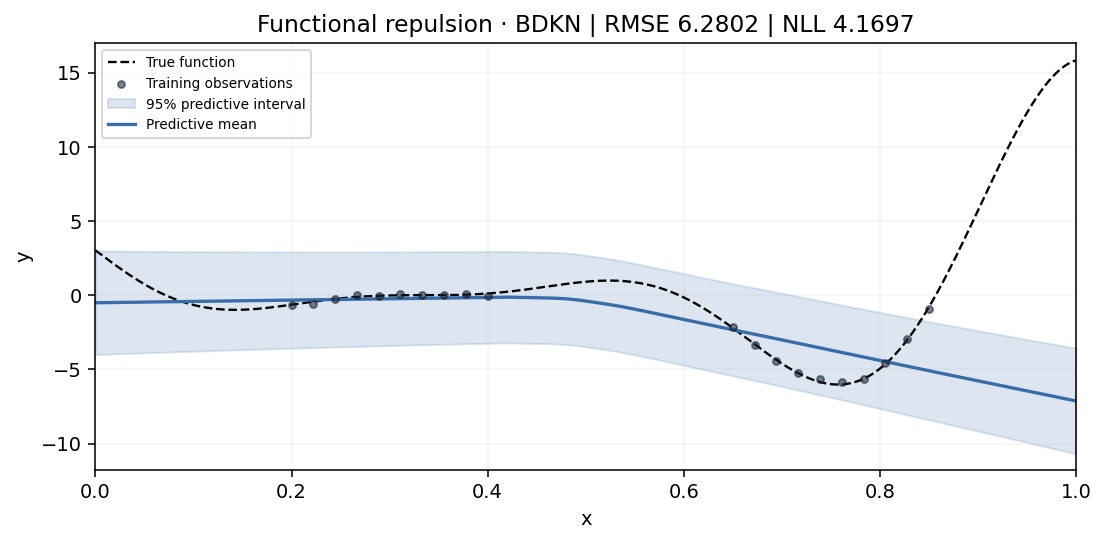 Functional repulsion · BDKN | RMSE 6.2802 | NLL 4.1697
True function
Training observations
95% predictive interval
Predictive mean
15
10
5
0
−5
−10
y
0.0 0.2 0.4 0.6 0.8 1.0
x